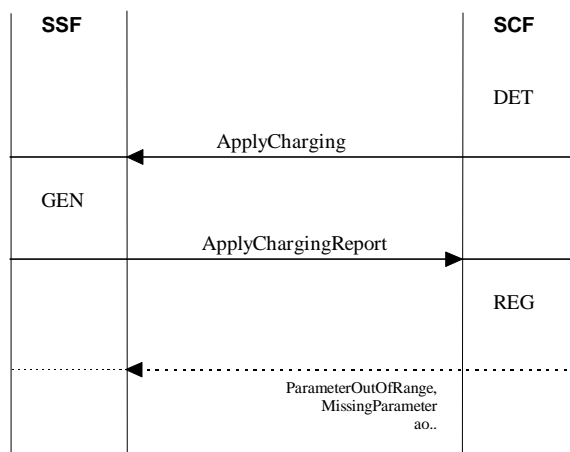 SSF SCF
DET
ApplyCharging
GEN
ApplyChargingReport
REG
ParameterOutOfRange,
MissingParameter
ao..